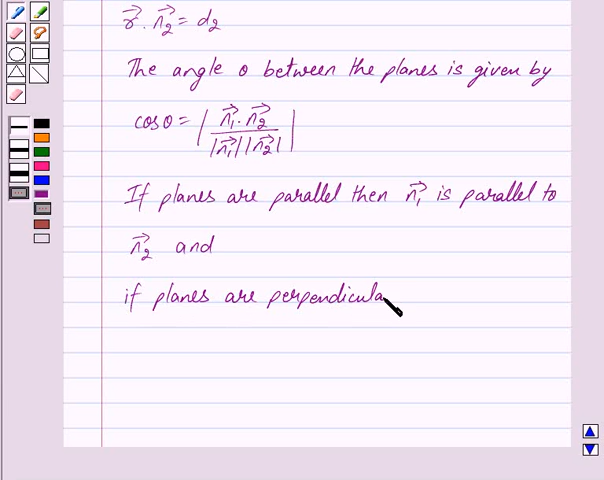 r⃗ . n⃗₂ = d₂
The angle θ between the planes is given by
cosθ = | n⃗₁ . n⃗₂ / |n⃗₁| |n⃗₂| |
If planes are parallel then n⃗₁ is parallel to
n⃗₂ and
if planes are perpendicula